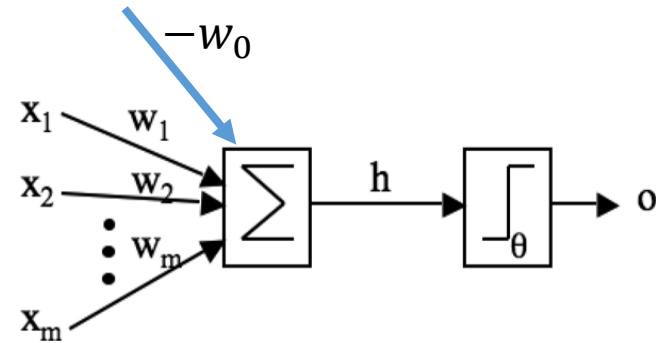 −w₀
x₁ w₁
x₂ w₂ Σ h θ o
wₘ
xₘ